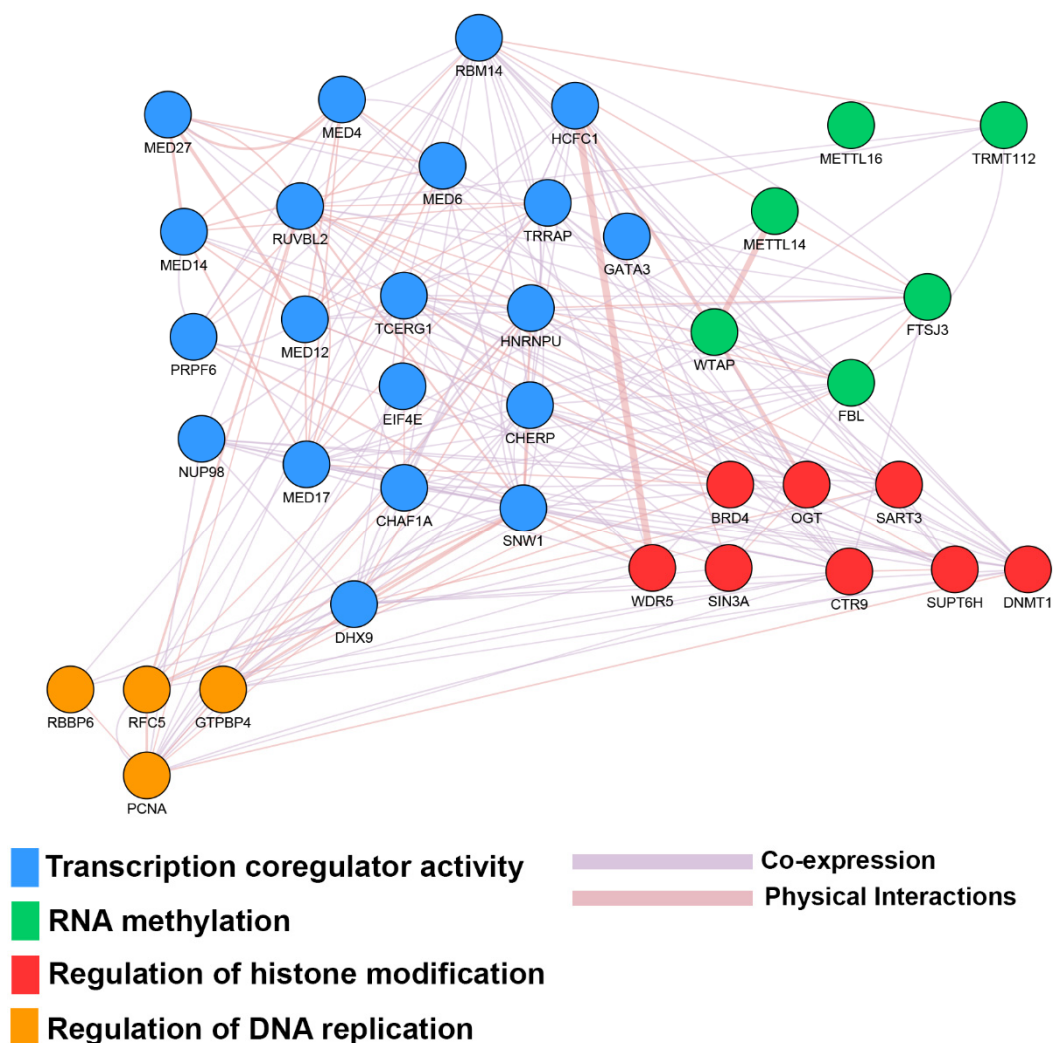 RBM14
MED4
HCFC1
MED27
METTL16
TRMT112
MED6
RUVBL2
TRRAP
METTL14
MED14
GATA3
TCERG1
HNRNPU
FTSJ3
MED12
PRPF6
WTAP
EIF4E
FBL
CHERP
NUP98
MED17
CHAF1A
BRD4
OGT
SART3
SNW1
WDR5
SIN3A
CTR9
SUPT6H
DNMT1
DHX9
RBBP6
RFC5
GTPBP4
PCNA
Transcription coregulator activity
RNA methylation
Regulation of histone modification
Regulation of DNA replication
Co-expression
Physical Interactions